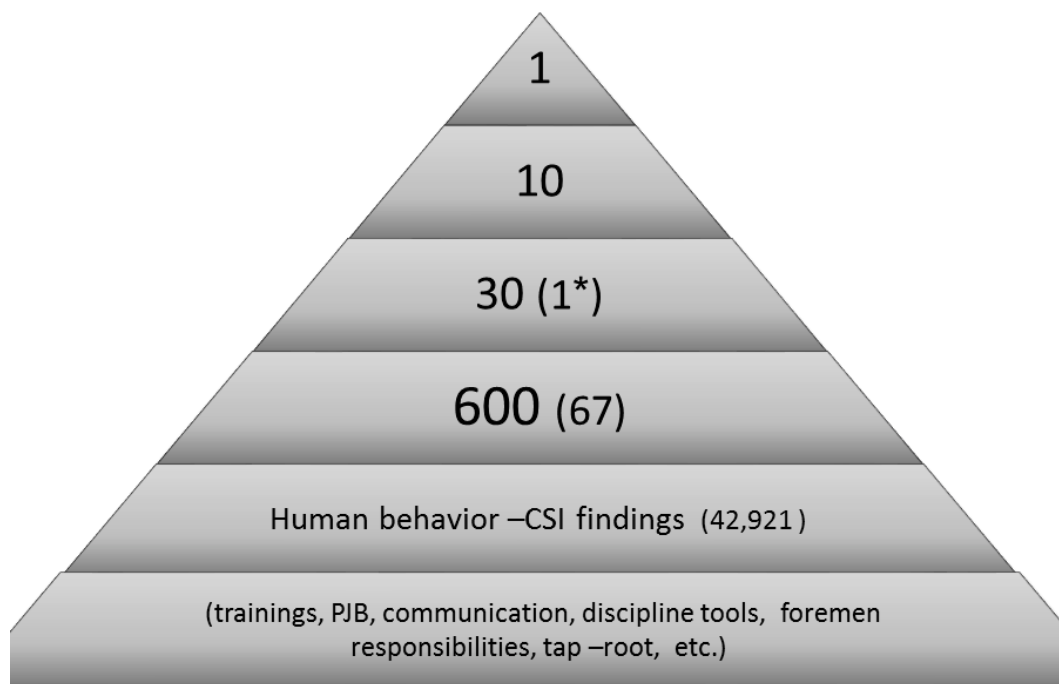 1
10
30 (1*)
600 (67)
Human behavior –CSI findings (42,921 )
(trainings, PJB, communication, discipline tools, foremen
responsibilities, tap –root, etc.)